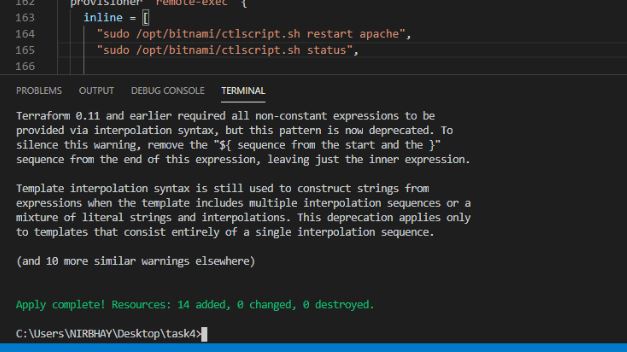 162 provisioner "remote-exec" {
163 inline = [
164 "sudo /opt/bitnami/ctlscript.sh restart apache",
165 "sudo /opt/bitnami/ctlscript.sh status",
166
PROBLEMS OUTPUT DEBUG CONSOLE TERMINAL
Terraform 0.11 and earlier required all non-constant expressions to be
provided via interpolation syntax, but this pattern is now deprecated. To
silence this warning, remove the "${ sequence from the start and the }"
sequence from the end of this expression, leaving just the inner expression.
Template interpolation syntax is still used to construct strings from
expressions when the template includes multiple interpolation sequences or a
mixture of literal strings and interpolations. This deprecation applies only
to templates that consist entirely of a single interpolation sequence.
(and 10 more similar warnings elsewhere)
Apply complete! Resources: 14 added, 0 changed, 0 destroyed.
C:\Users\NIRBHAY\Desktop\task4>